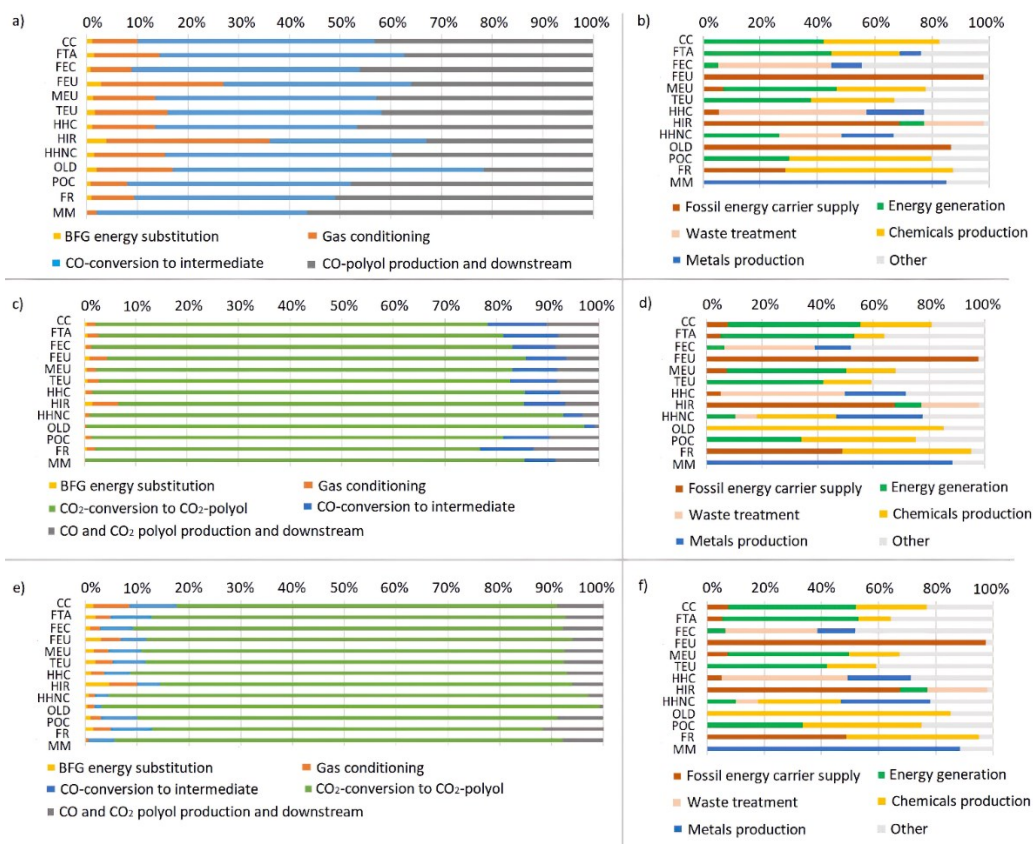 a)
0% 10% 20% 30% 40% 50% 60% 70% 80% 90% 100%
CC
FTA
FEC
FEU
MEU
TEU
HHC
HIR
HHNC
OLD
POC
FR
MM
BFG energy substitution
Gas conditioning
CO-conversion to intermediate
CO-polyol production and downstream
b)
0% 20% 40% 60% 80% 100%
CC
FTA
FEC
FEU
MEU
TEU
HHC
HIR
HHNC
OLD
POC
FR
MM
Fossil energy carrier supply
Energy generation
Waste treatment
Chemicals production
Metals production
Other
c)
0% 10% 20% 30% 40% 50% 60% 70% 80% 90% 100%
CC
FTA
FEC
FEU
MEU
TEU
HHC
HIR
HHNC
OLD
POC
FR
MM
BFG energy substitution
Gas conditioning
CO₂-conversion to CO₂-polyol
CO-conversion to intermediate
CO and CO₂ polyol production and downstream
d)
0% 20% 40% 60% 80% 100%
CC
FTA
FEC
FEU
MEU
TEU
HHC
HIR
HHNC
OLD
POC
FR
MM
Fossil energy carrier supply
Energy generation
Waste treatment
Chemicals production
Metals production
Other
e)
0% 10% 20% 30% 40% 50% 60% 70% 80% 90% 100%
CC
FTA
FEC
FEU
MEU
TEU
HHC
HIR
HHNC
OLD
POC
FR
MM
BFG energy substitution
Gas conditioning
CO-conversion to intermediate
CO₂-conversion to CO₂-polyol
CO and CO₂ polyol production and downstream
f)
0% 20% 40% 60% 80% 100%
CC
FTA
FEC
FEU
MEU
TEU
HHC
HIR
HHNC
OLD
POC
FR
MM
Fossil energy carrier supply
Energy generation
Waste treatment
Chemicals production
Metals production
Other